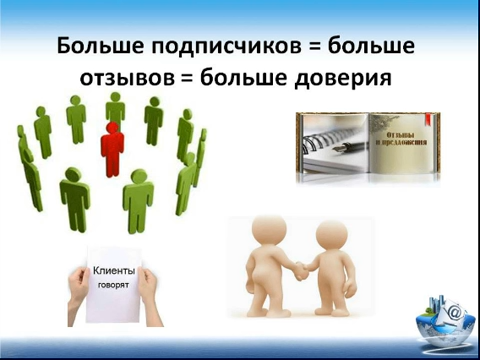 Больше подписчиков = больше
отзывов = больше доверия
Отзывы
и предложения
Клиенты
говорят
@